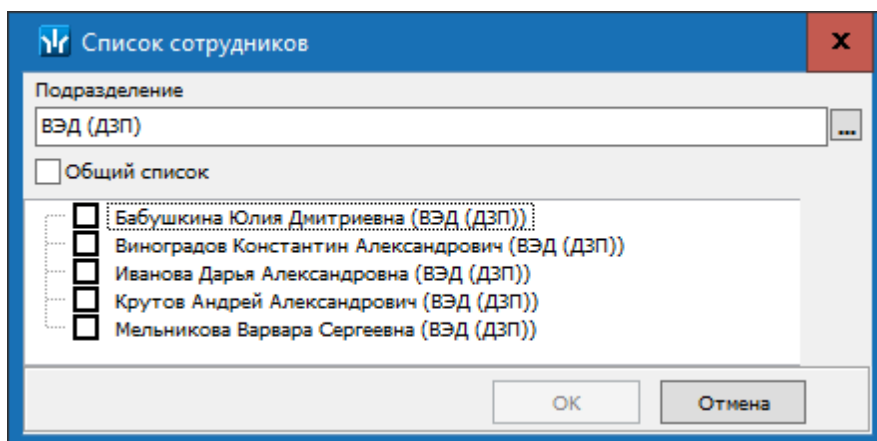 Список сотрудников
x
Подразделение
ВЭД (ДЗП)
...
Общий список
Бабушкина Юлия Дмитриевна (ВЭД (ДЗП))
Виноградов Константин Александрович (ВЭД (ДЗП))
Иванова Дарья Александровна (ВЭД (ДЗП))
Крутов Андрей Александрович (ВЭД (ДЗП))
Мельникова Варвара Сергеевна (ВЭД (ДЗП))
ОК Отмена